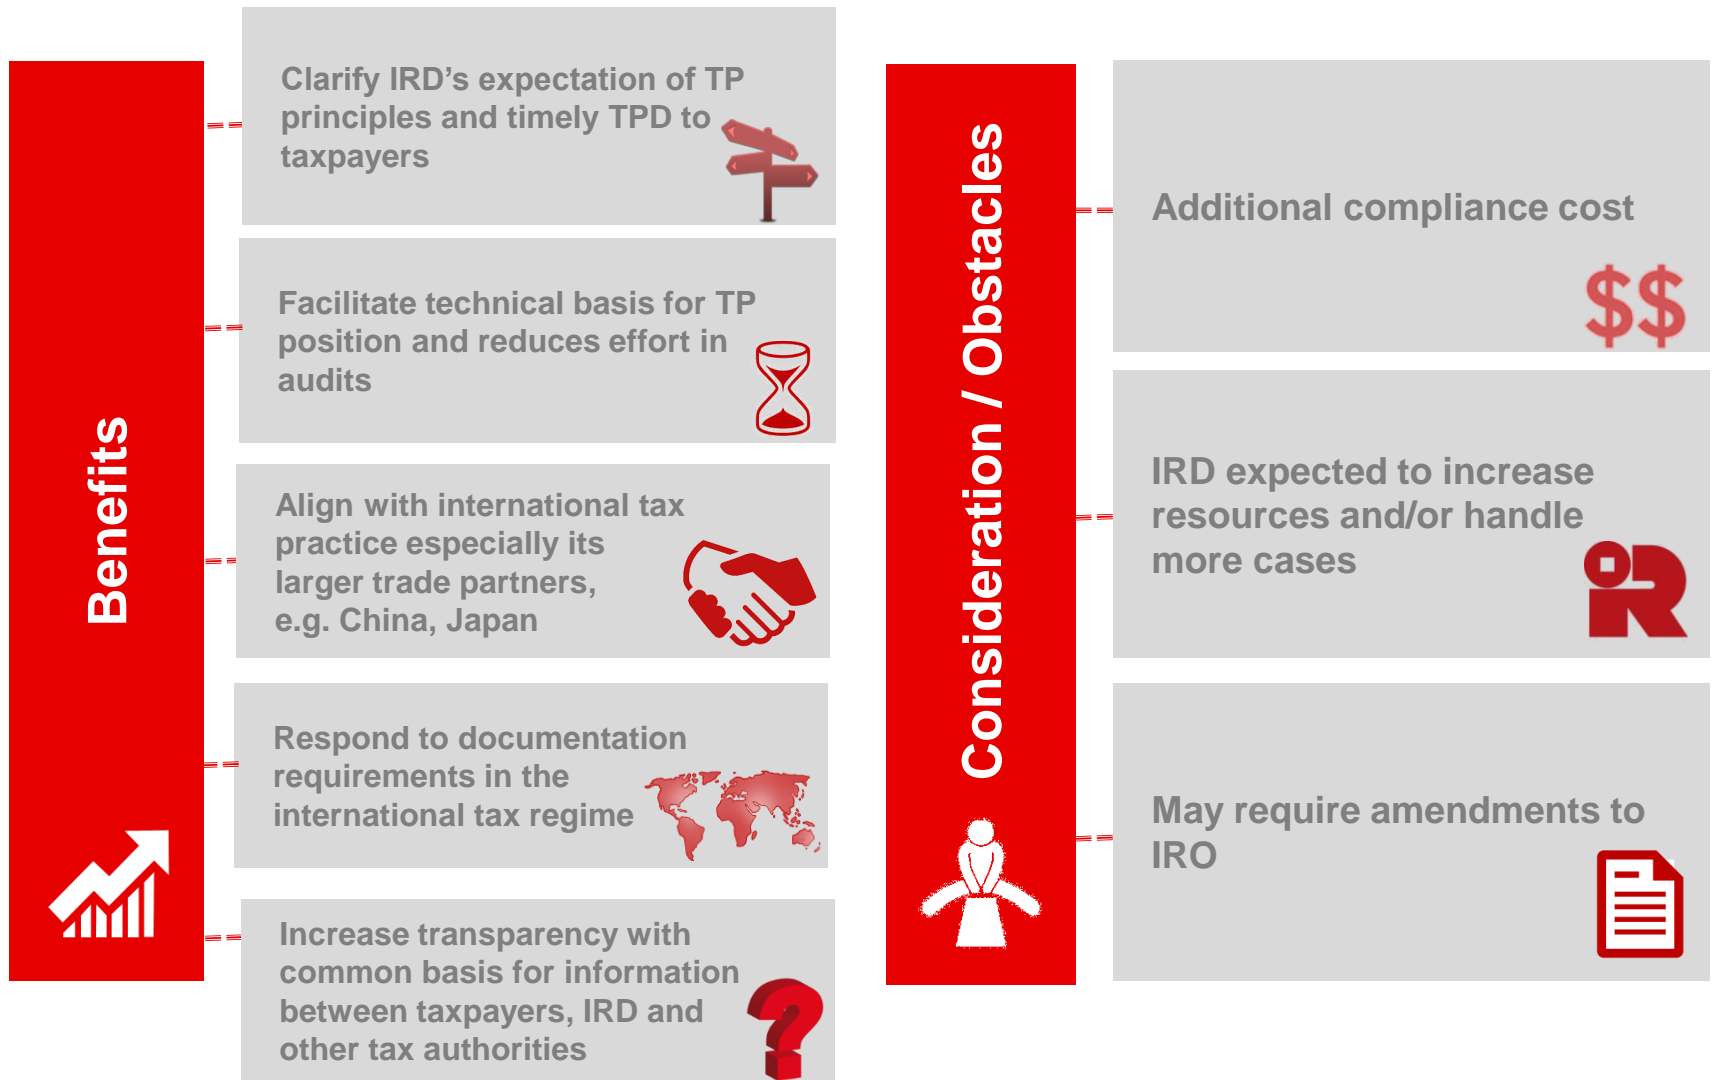 Benefits
Clarify IRD’s expectation of TP
principles and timely TPD to
taxpayers
Facilitate technical basis for TP
position and reduces effort in
audits
Align with international tax
practice especially its
larger trade partners,
e.g. China, Japan
Respond to documentation
requirements in the
international tax regime
Increase transparency with
common basis for information
between taxpayers, IRD and
other tax authorities
Consideration / Obstacles
Additional compliance cost
$$
IRD expected to increase
resources and/or handle
more cases
May require amendments to
IRO
?